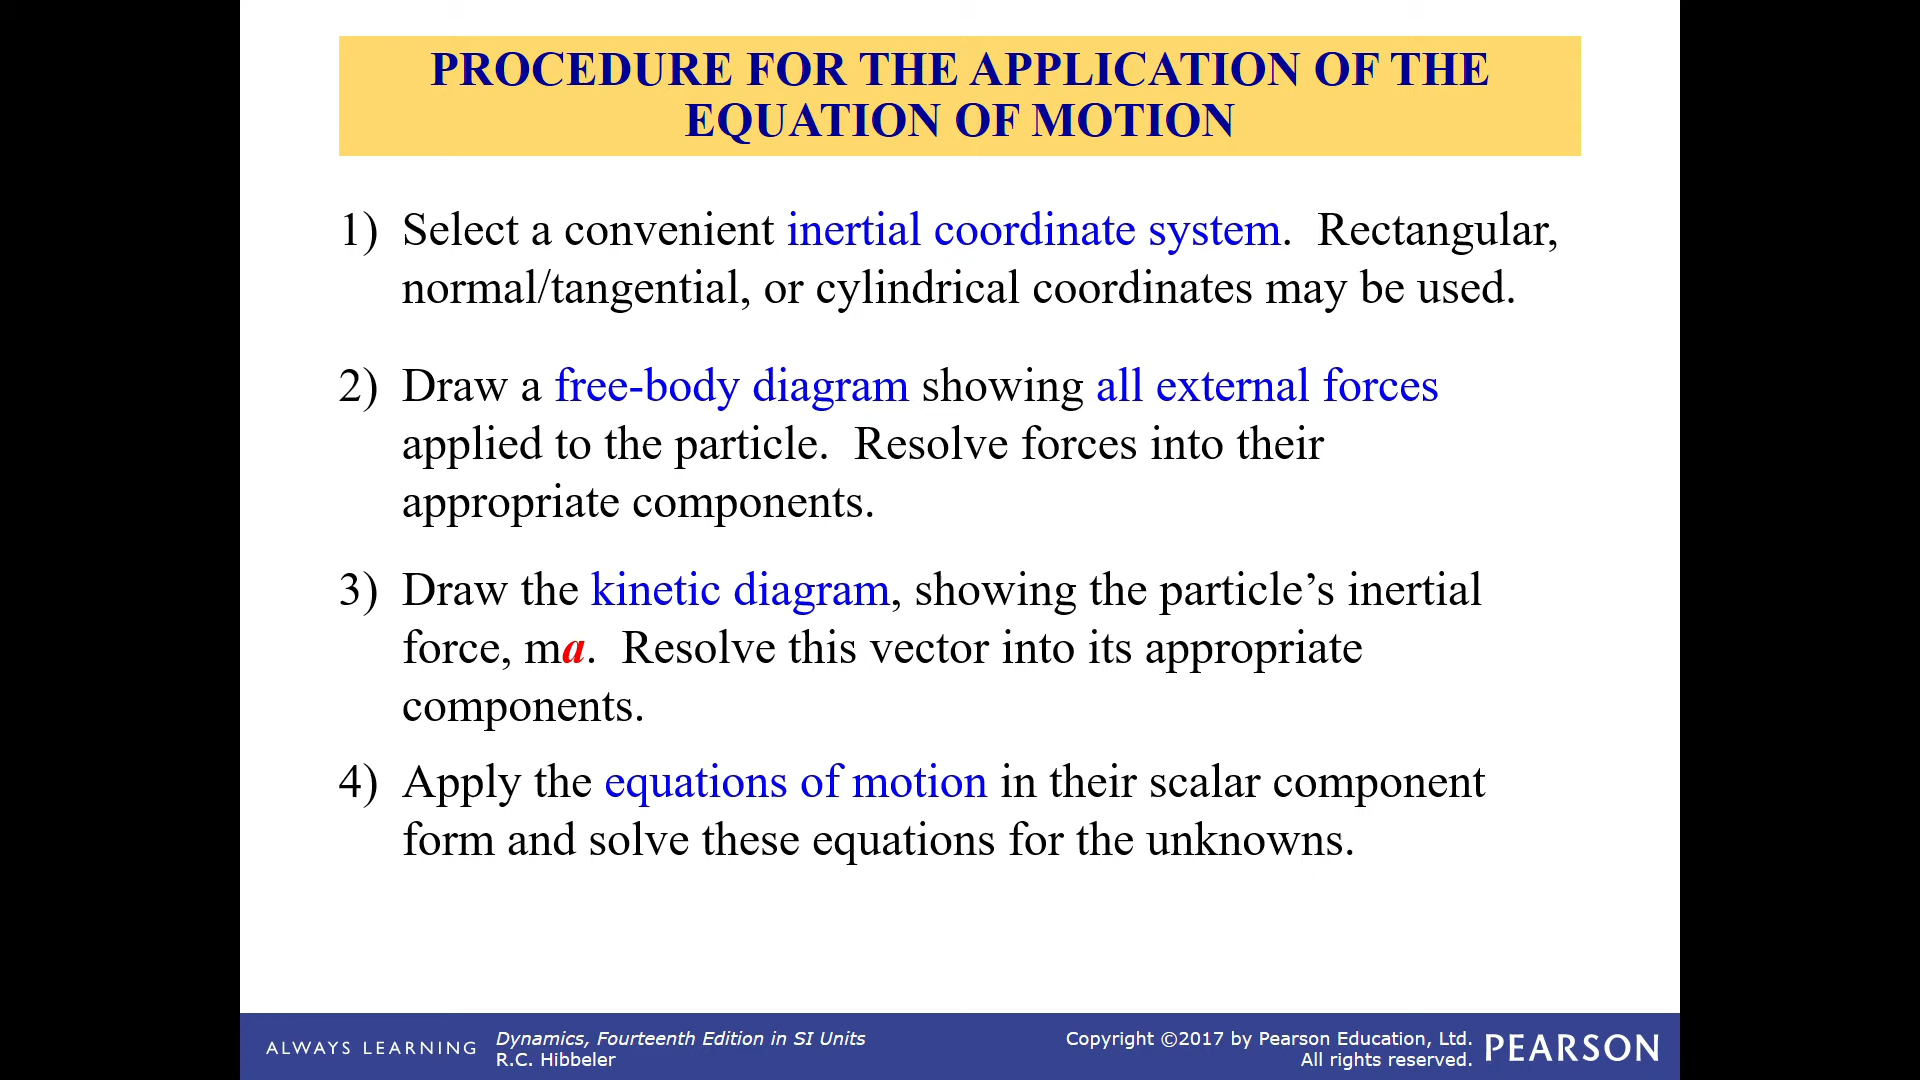 PROCEDURE FOR THE APPLICATION OF THE
EQUATION OF MOTION
1) Select a convenient inertial coordinate system. Rectangular,
normal/tangential, or cylindrical coordinates may be used.
2) Draw a free-body diagram showing all external forces
applied to the particle. Resolve forces into their
appropriate components.
3) Draw the kinetic diagram, showing the particle’s inertial
force, ma. Resolve this vector into its appropriate
components.
4) Apply the equations of motion in their scalar component
form and solve these equations for the unknowns.
ALWAYS LEARNING
Dynamics, Fourteenth Edition in SI Units
R.C. Hibbeler
Copyright ©2017 by Pearson Education, Ltd.
All rights reserved.
PEARSON